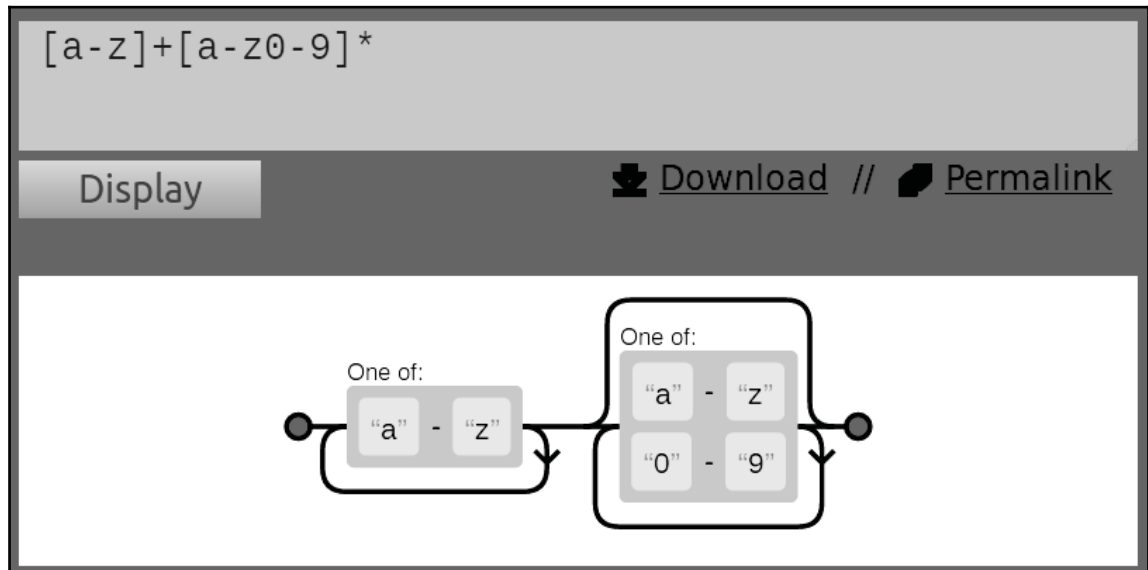 [a-z]+[a-z0-9]*
Display
Download // Permalink
One of:
“a” - “z”
One of:
“a” - “z”
“0” - “9”